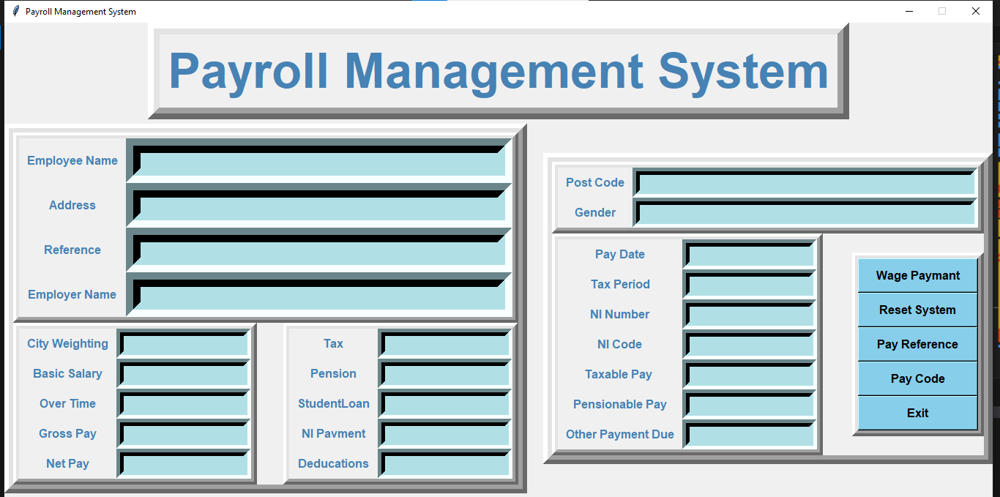 Payroll Management System
Payroll Management System
Employee Name
Address
Reference
Employer Name
City Weighting
Basic Salary
Over Time
Gross Pay
Net Pay
Tax
Pension
StudentLoan
NI Pavment
Deducations
Post Code
Gender
Pay Date
Tax Period
NI Number
NI Code
Taxable Pay
Pensionable Pay
Other Payment Due
Wage Paymant
Reset System
Pay Reference
Pay Code
Exit